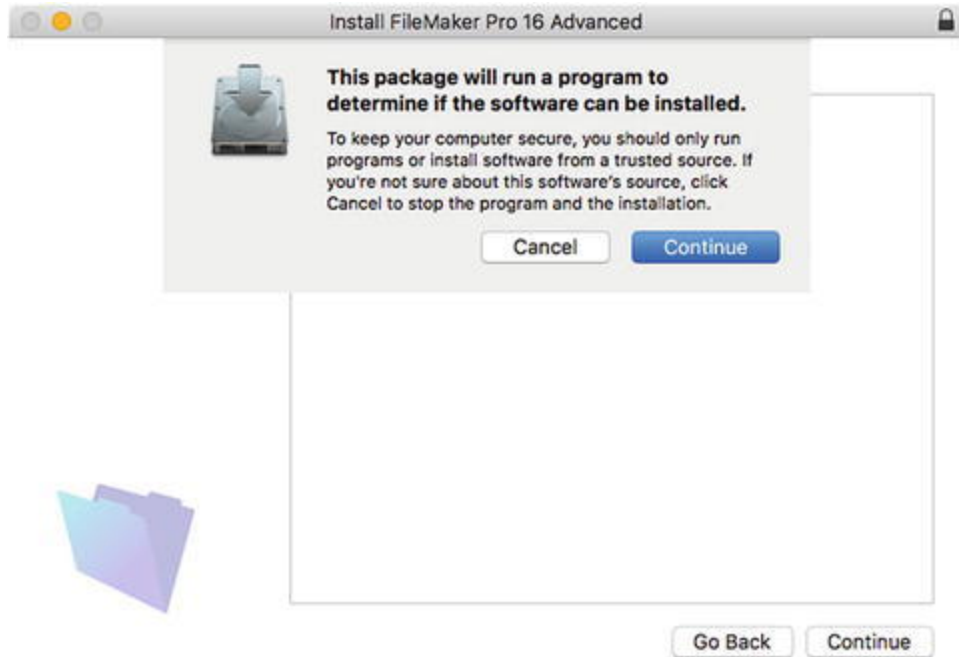 Install FileMaker Pro 16 Advanced
This package will run a program to
determine if the software can be installed.
To keep your computer secure, you should only run
programs or install software from a trusted source. If
you're not sure about this software's source, click
Cancel to stop the program and the installation.
Cancel Continue
Go Back Continue